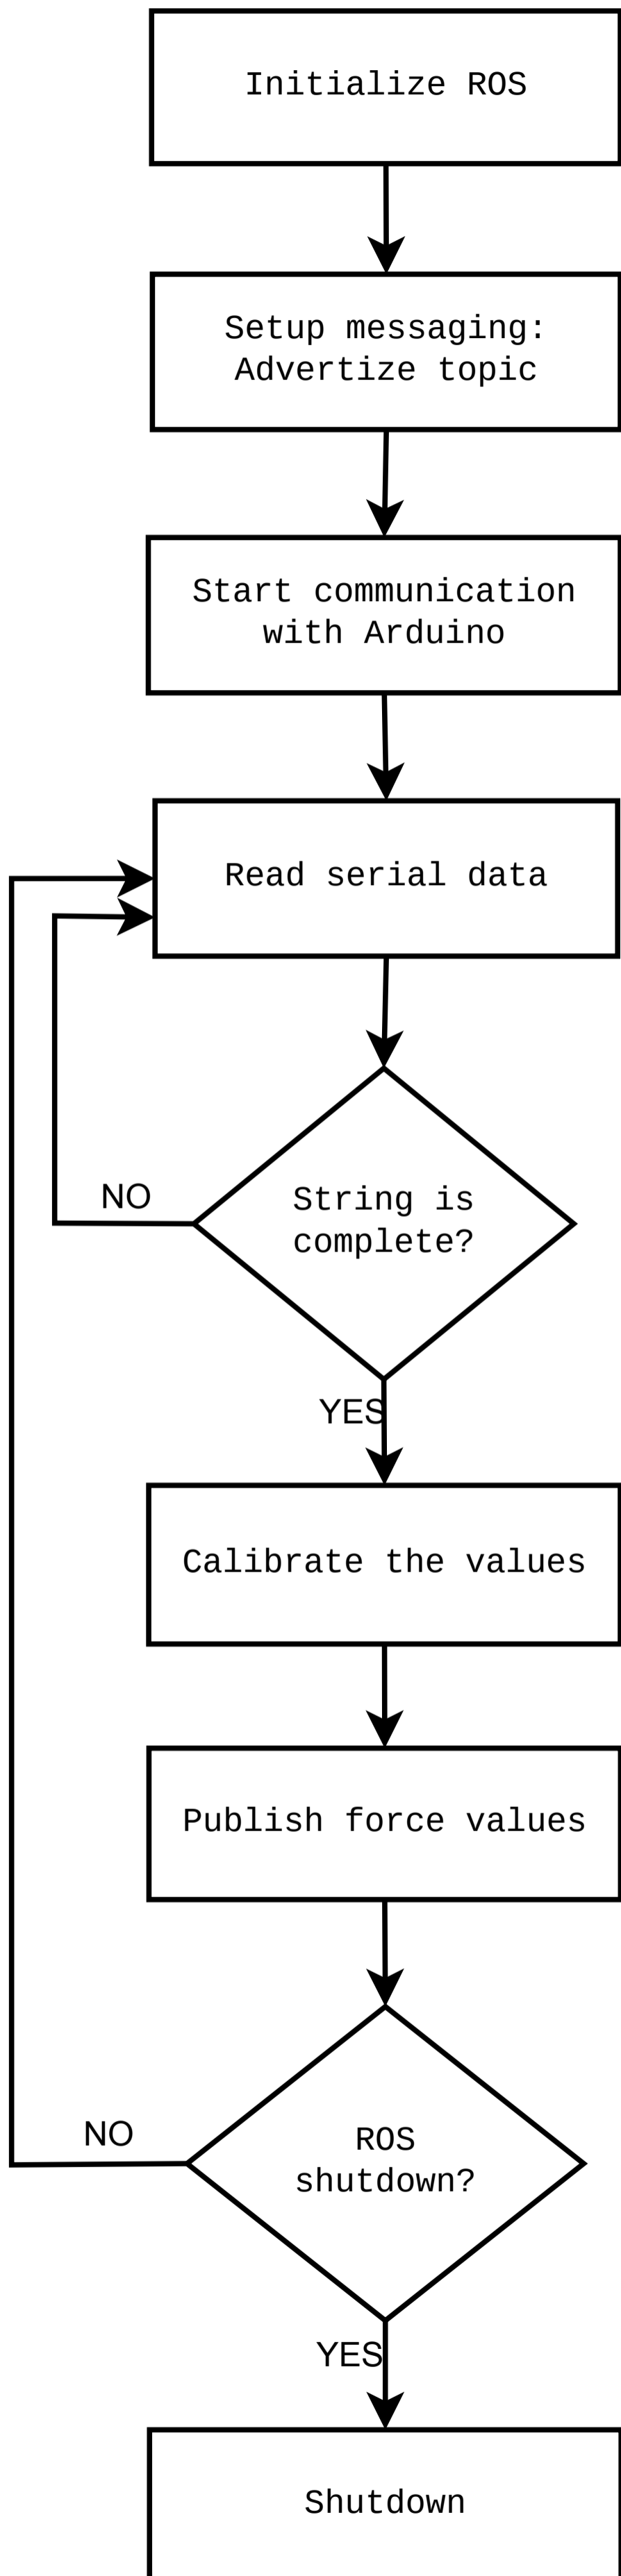 Initialize ROS
Setup messaging:
Advertize topic
Start communication
with Arduino
Read serial data
NO
String is
complete?
YES
Calibrate the values
Publish force values
NO
ROS
shutdown?
YES
Shutdown